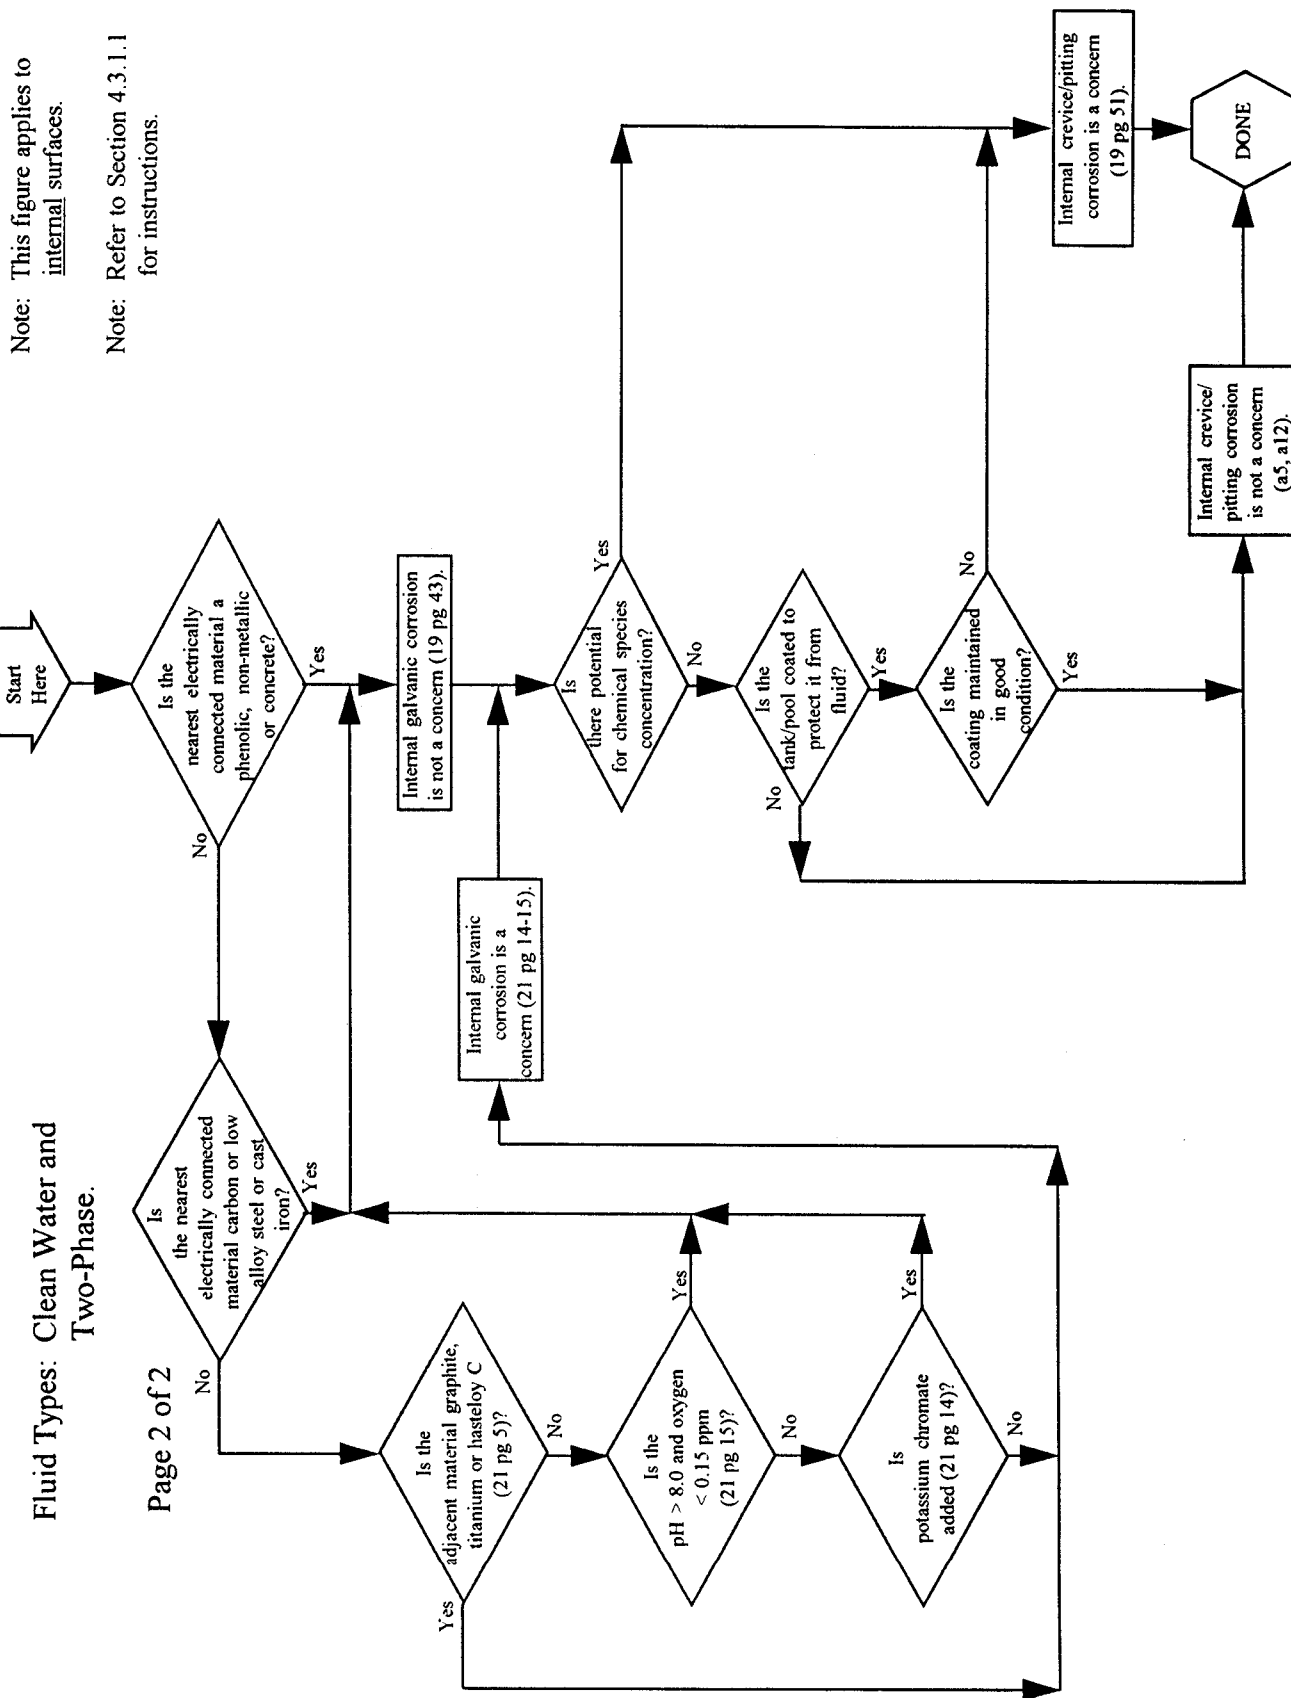 Note: This figure applies to
internal surfaces.
Note: Refer to Section 4.3.1.1
for instructions.
Fluid Types: Clean Water and
Two-Phase.
Page 2 of 2
Start
Here
Is the
nearest electrically
connected material a
phenolic, non-metallic
or concrete?
No
Yes
Is
the nearest
electrically connected
material carbon or low
alloy steel or cast
iron?
No
Yes
Is the
adjacent material graphite,
titanium or hasteloy C
(21 pg 5)?
Yes
No
Is the
pH > 8.0 and oxygen
< 0.15 ppm
(21 pg 15)?
Yes
No
Is
potassium chromate
added (21 pg 14)?
Yes
No
Internal galvanic
corrosion is a
concern (21 pg 14-15).
Internal galvanic corrosion
is not a concern (19 pg 43).
Is
there potential
for chemical species
concentration?
Yes
No
Is the
tank/pool coated to
protect it from
fluid?
No
Yes
Is the
coating maintained
in good
condition?
No
Yes
Internal crevice/pitting
corrosion is a concern
(19 pg 51).
Internal crevice/
pitting corrosion
is not a concern
(a5, a12).
DONE